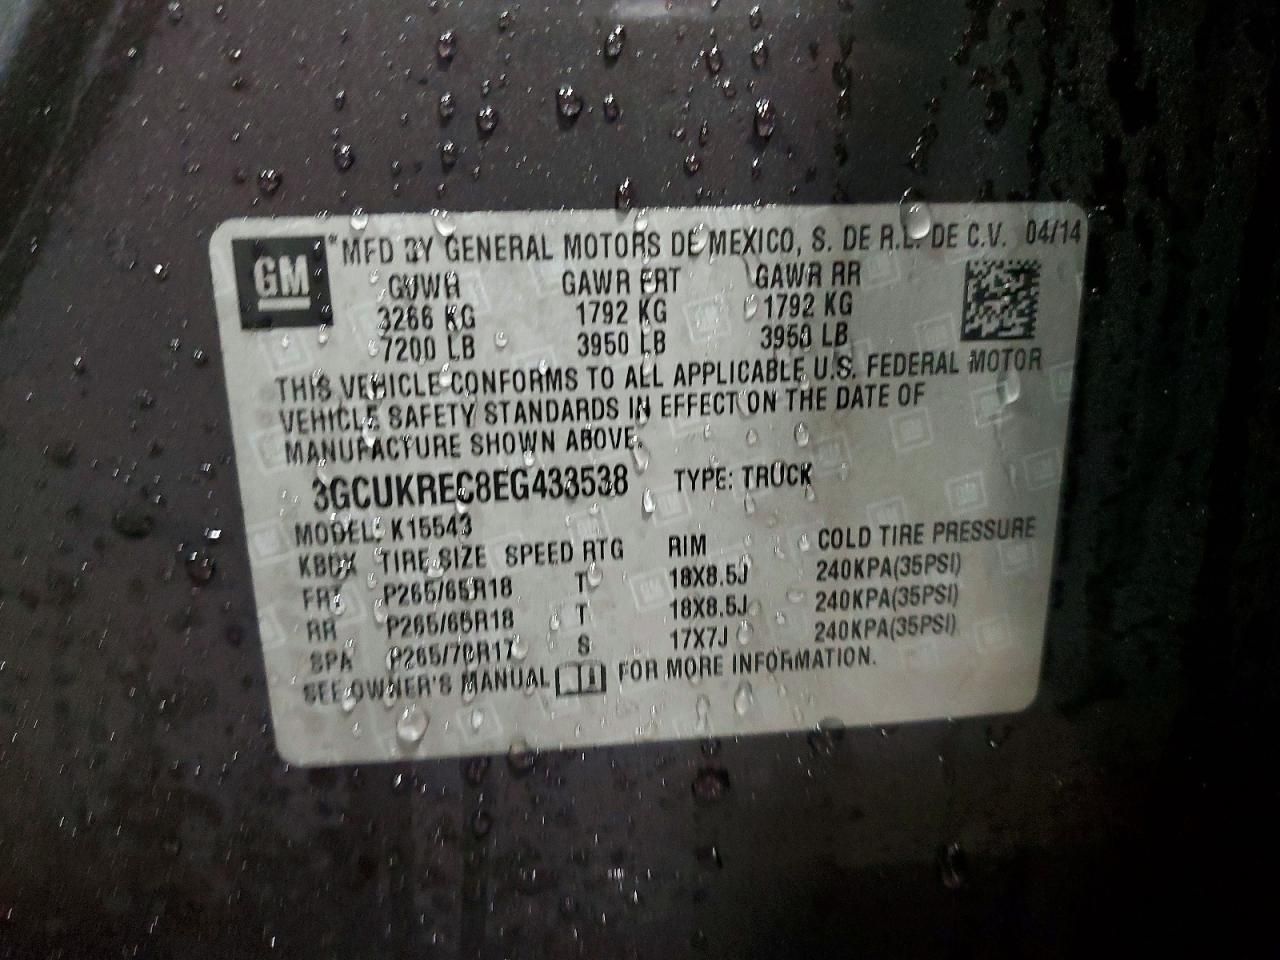 GM
*MFD BY GENERAL MOTORS DE MEXICO, S. DE R.L. DE C.V. 04/14
GVWR GAWR FRT GAWR RR
3266 KG 1792 KG 1792 KG
7200 LB 3950 LB 3950 LB
THIS VEHICLE CONFORMS TO ALL APPLICABLE U.S. FEDERAL MOTOR
VEHICLE SAFETY STANDARDS IN EFFECT ON THE DATE OF
MANUFACTURE SHOWN ABOVE.
3GCUKREC8EG433538 TYPE: TRUCK
MODEL: K15543
KBDX TIRE SIZE SPEED RTG RIM COLD TIRE PRESSURE
FRT P265/65R18 T 18X8.5J 240KPA(35PSI)
RR P265/65R18 T 18X8.5J 240KPA(35PSI)
SPA P265/70R17 S 17X7J 240KPA(35PSI)
SEE OWNER'S MANUAL FOR MORE INFORMATION.